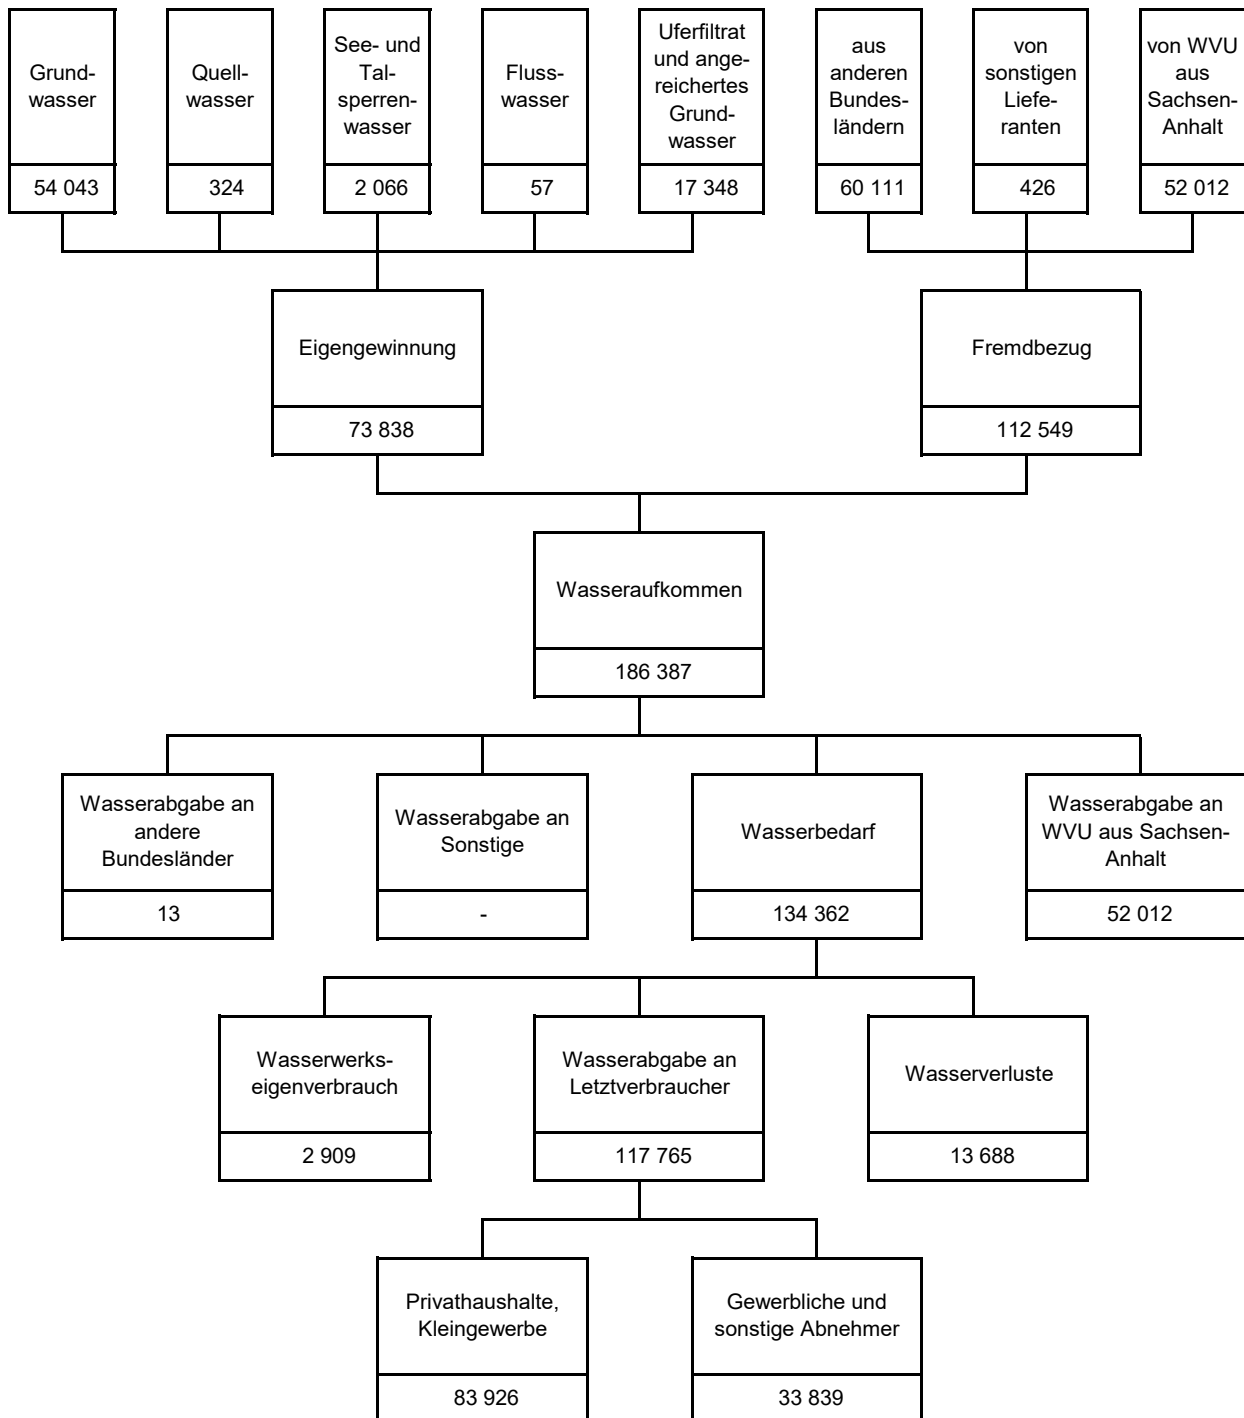 Grund-
wasser
54 043
Quell-
wasser
324
See- und
Tal-
sperren-
wasser
2 066
Fluss-
wasser
57
Uferfiltrat
und ange-
reichertes
Grund-
wasser
17 348
aus
anderen
Bundes-
ländern
60 111
von
sonstigen
Liefe-
ranten
426
von WVU
aus
Sachsen-
Anhalt
52 012
Eigengewinnung
73 838
Fremdbezug
112 549
Wasseraufkommen
186 387
Wasserabgabe an
andere
Bundesländer
13
Wasserabgabe an
Sonstige
-
Wasserbedarf
134 362
Wasserabgabe an
WVU aus Sachsen-
Anhalt
52 012
Wasserwerks-
eigenverbrauch
2 909
Wasserabgabe an
Letztverbraucher
117 765
Wasserverluste
13 688
Privathaushalte,
Kleingewerbe
83 926
Gewerbliche und
sonstige Abnehmer
33 839